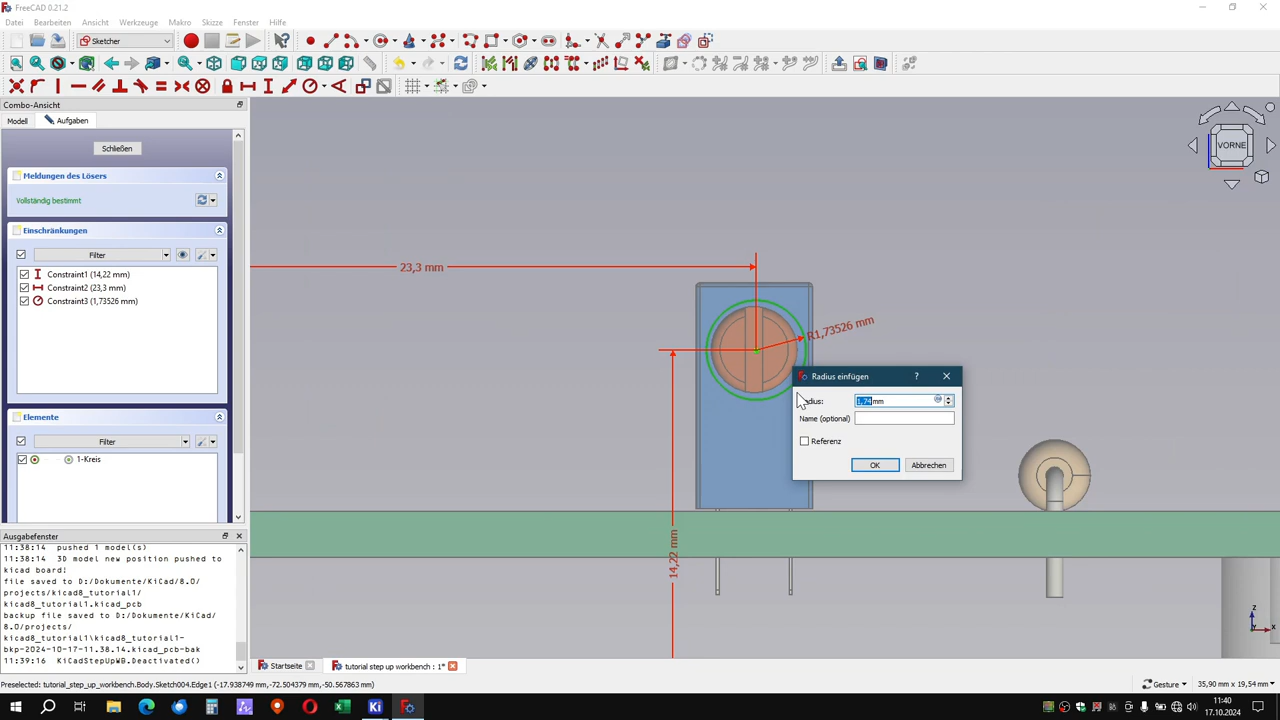 FreeCAD 0.21.2
Datei Bearbeiten Ansicht Werkzeuge Makro Skizze Fenster Hilfe
Sketcher
Combo-Ansicht
Modell Aufgaben
Schließen
Meldungen des Lösers
Vollständig bestimmt
Einschränkungen
Filter
Constraint1 (14,22 mm)
Constraint2 (23,3 mm)
Constraint3 (1,73526 mm)
Elemente
Filter
1-Kreis
Ausgabefenster
11:38:14 pushed 1 model(s)
11:38:14 3D model new position pushed to
kicad board!
file saved to D:/Dokumente/KiCad/8.0/
projects/kicad8_tutorial1/
kicad8_tutorial1.kicad_pcb
backup file saved to D:/Dokumente/KiCad/
8.0/projects/
kicad8_tutorial1\kicad8_tutorial1-
bkp-2024-10-17-11.38.14.kicad_pcb-bak
11:39:16 KiCadStepUpWB.Deactivated()
23,3 mm
R1,73526 mm
14,22 mm
VORNE
Radius einfügen ?
1,74 mm
Name (optional)
Referenz
OK Abbrechen
z
x
Startseite tutorial step up workbench : 1*
Preselected: tutorial_step_up_workbench.Body.Sketch004.Edge1 (-17.938749 mm,-72.504379 mm,-50.567863 mm)
Gesture 35,90 mm x 19,54 mm
Ki
11:40
17.10.2024